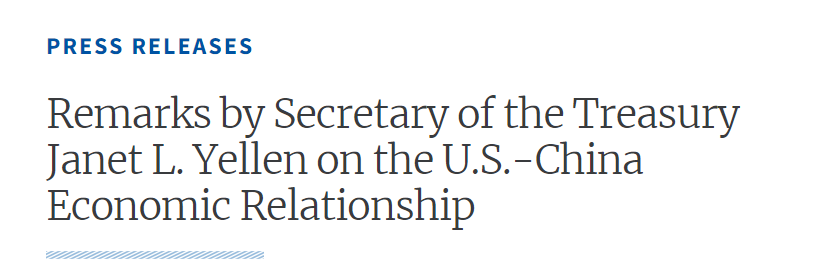 PRESS RELEASES
Remarks by Secretary of the Treasury
Janet L. Yellen on the U.S.-China
Economic Relationship